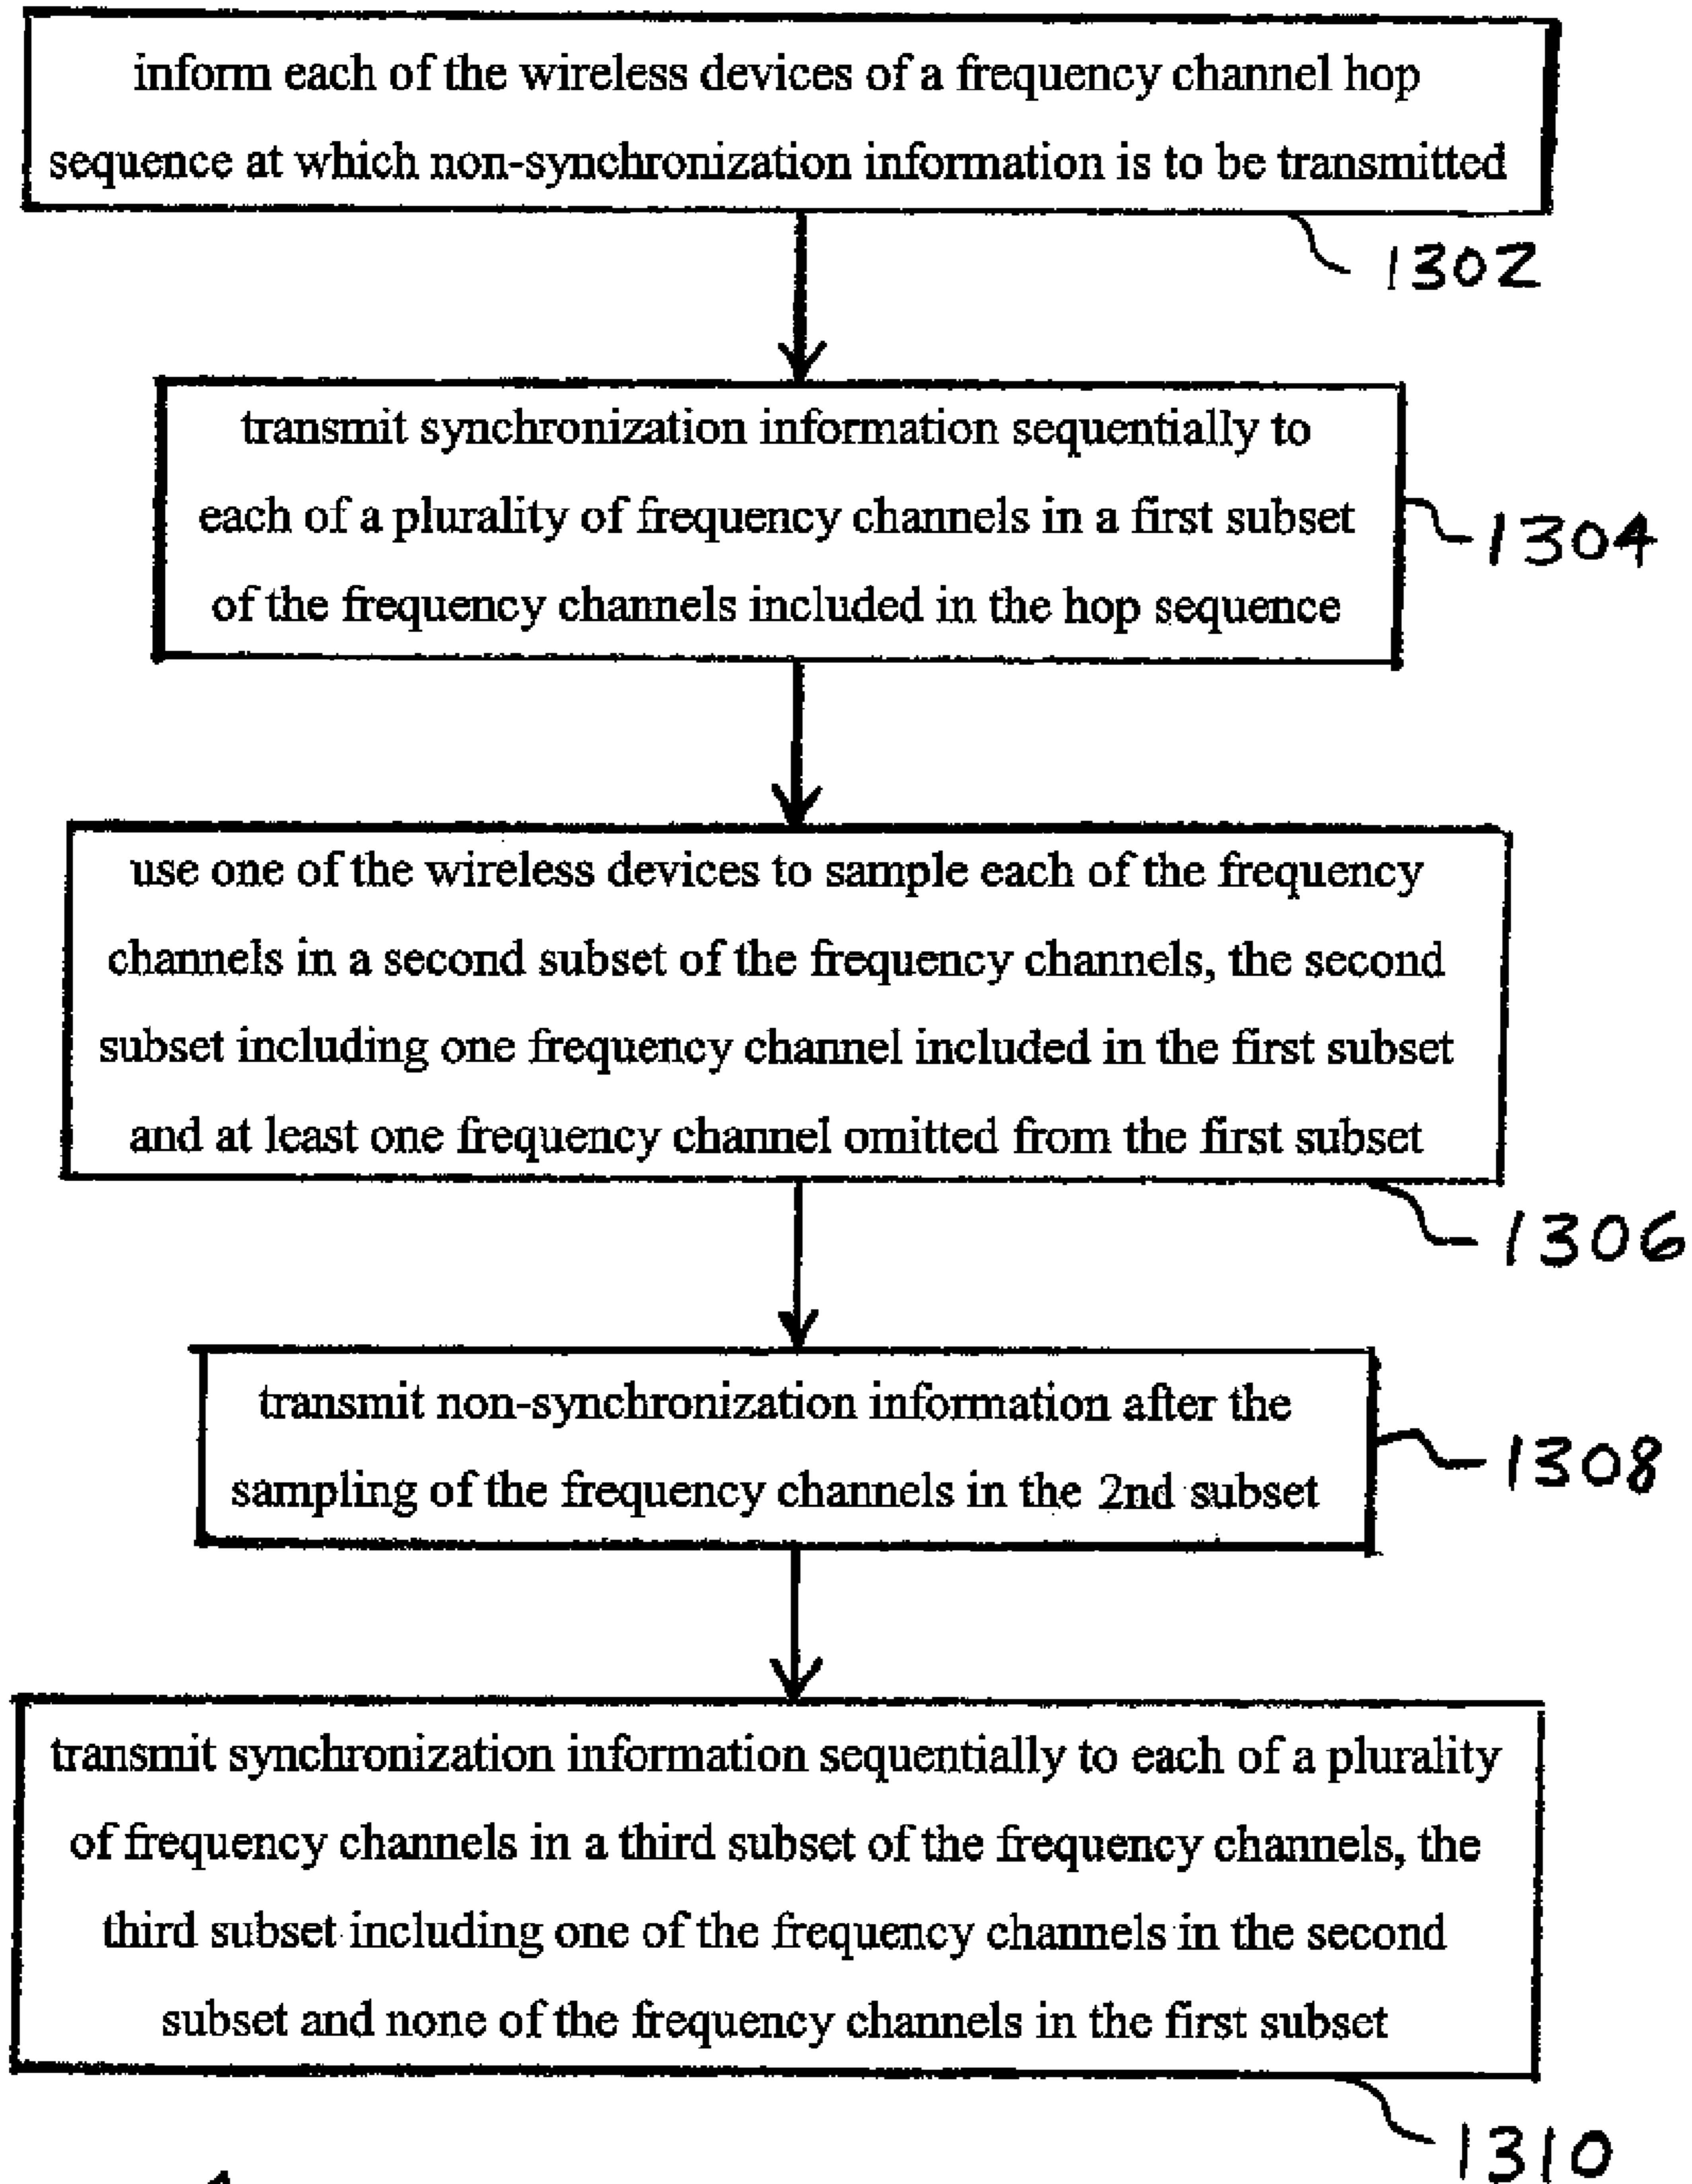 inform each of the wireless devices of a frequency channel hop
sequence at which non-synchronization information is to be transmitted
1302
transmit synchronization information sequentially to
each of a plurality of frequency channels in a first subset
of the frequency channels included in the hop sequence
1304
use one of the wireless devices to sample each of the frequency
channels in a second subset of the frequency channels, the second
subset including one frequency channel included in the first subset
and at least one frequency channel omitted from the first subset
1306
transmit non-synchronization information after the
sampling of the frequency channels in the 2nd subset
1308
transmit synchronization information sequentially to each of a plurality
of frequency channels in a third subset of the frequency channels, the
third subset including one of the frequency channels in the second
subset and none of the frequency channels in the first subset
1310